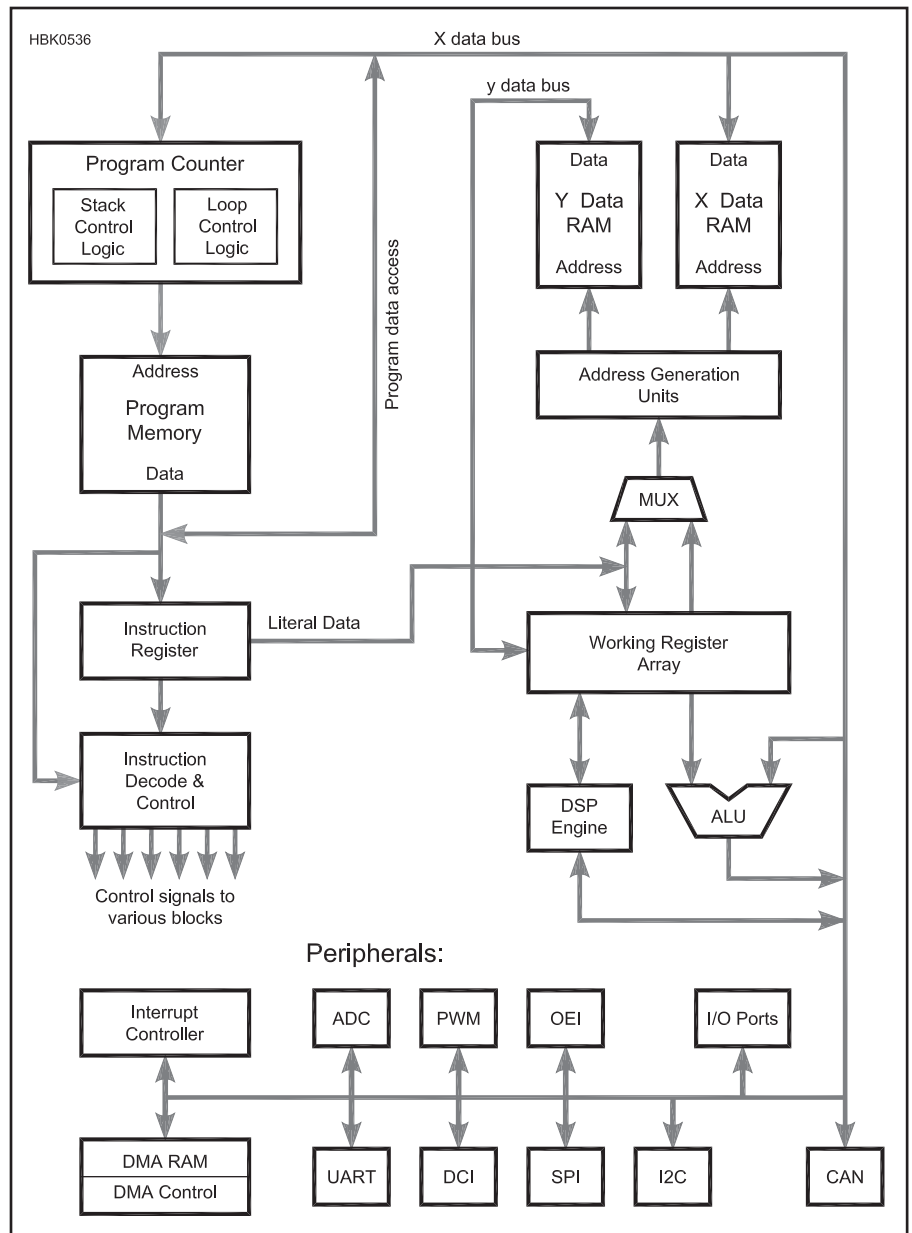 HBK0536
X data bus
y data bus
Program Counter
Stack
Control
Logic
Loop
Control
Logic
Data
Y Data
RAM
Address
Data
X Data
RAM
Address
Program data access
Address
Program
Memory
Data
Address Generation
Units
MUX
Instruction
Register
Literal Data
Working Register
Array
Instruction
Decode &
Control
DSP
Engine
ALU
Control signals to
various blocks
Peripherals:
Interrupt
Controller
ADC
PWM
OEI
I/O Ports
DMA RAM
DMA Control
UART
DCI
SPI
I2C
CAN